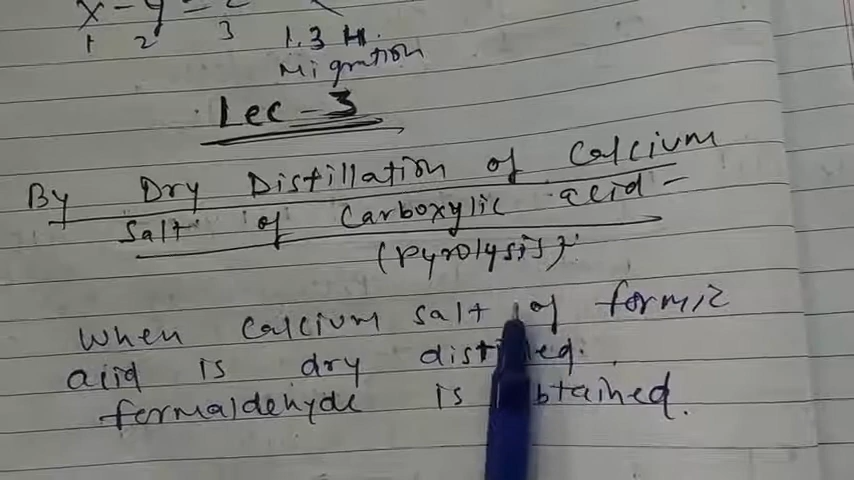 x - y = z
1 2 3 1.3 H.
Migration
Lec - 3
By Dry Distillation of Calcium
Salt of Carboxylic acid -
(Pyrolysis):
When calcium salt of formic
acid is dry distilled.
formaldehyde is obtained.